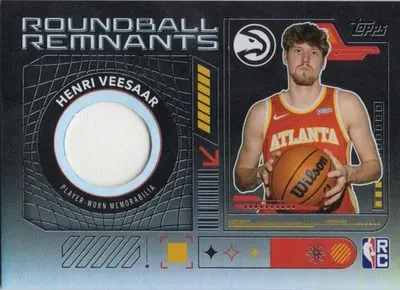 ROUNDBALL
REMNANTS
Topps
HENRI VEESAAR
PLAYER-WORN MEMORABILIA
ATLANTA
Wilson
RC